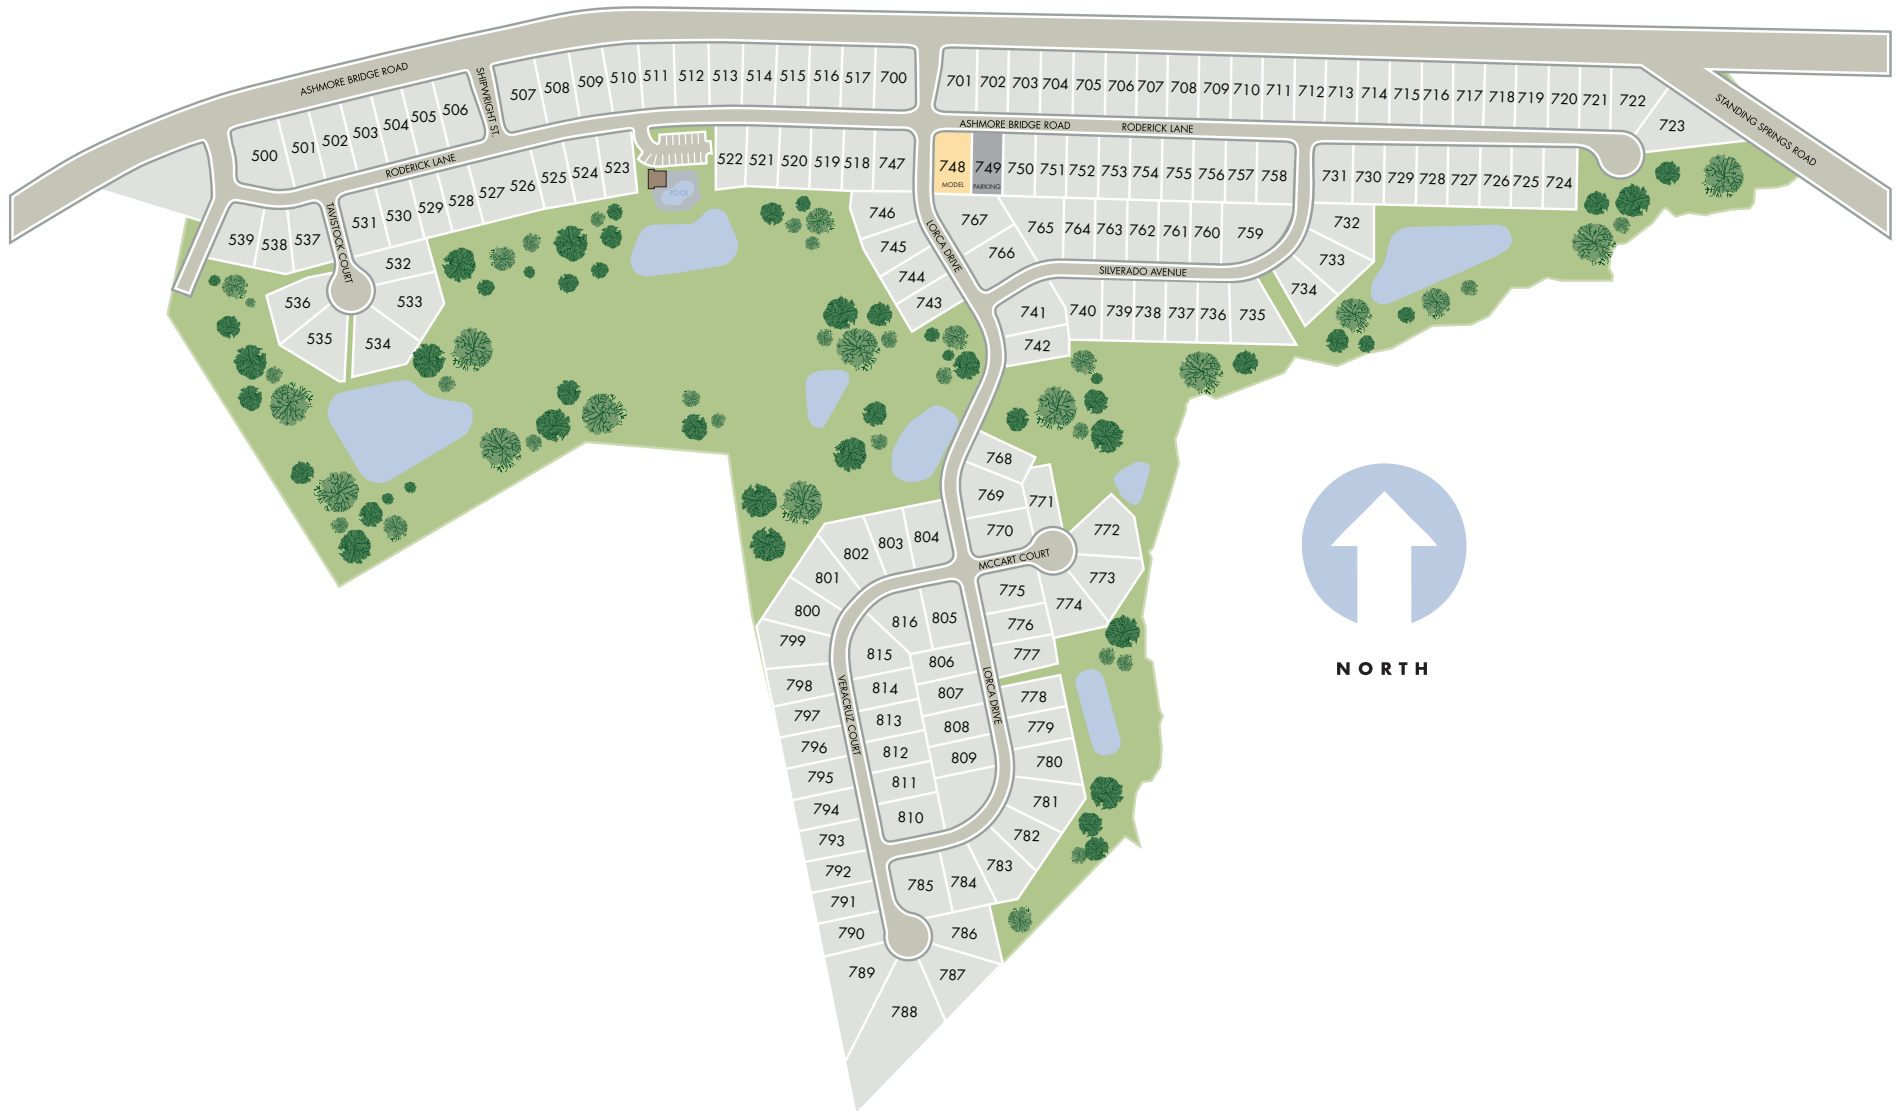 ASHMORE BRIDGE ROAD
SHIPWRIGHT ST.
500 501 502 503 504 505 506
507 508 509 510 511 512 513 514 515 516 517 700
701 702 703 704 705 706 707 708 709 710 711 712 713 714 715 716 717 718 719 720 721 722
723
STANDING SPRINGS ROAD
ASHMORE BRIDGE ROAD
RODERICK LANE
RODERICK LANE
531 530 529 528 527 526 525 524 523
POOL
522 521 520 519 518 747
748
MODEL
749
PARKING
750 751 752 753 754 755 756 757 758
731 730 729 728 727 726 725 724
539 538 537
TAVISTOCK COURT
532
533
534
535
536
746
745
744
743
LORCA DRIVE
767
766
765 764 763 762 761 760 759
732
733
734
SILVERADO AVENUE
741
742
740 739 738 737 736 735
768
769
770
771
772
773
774
MCCART COURT
775
776
777
804
803
802
801
800
799
798
797
796
795
794
793
792
791
790
789
788
787
786
785
784
783
782
781
780
779
778
816
805
815
806
814
807
813
808
812
809
811
810
VERACRUZ COURT
LORCA DRIVE
NORTH